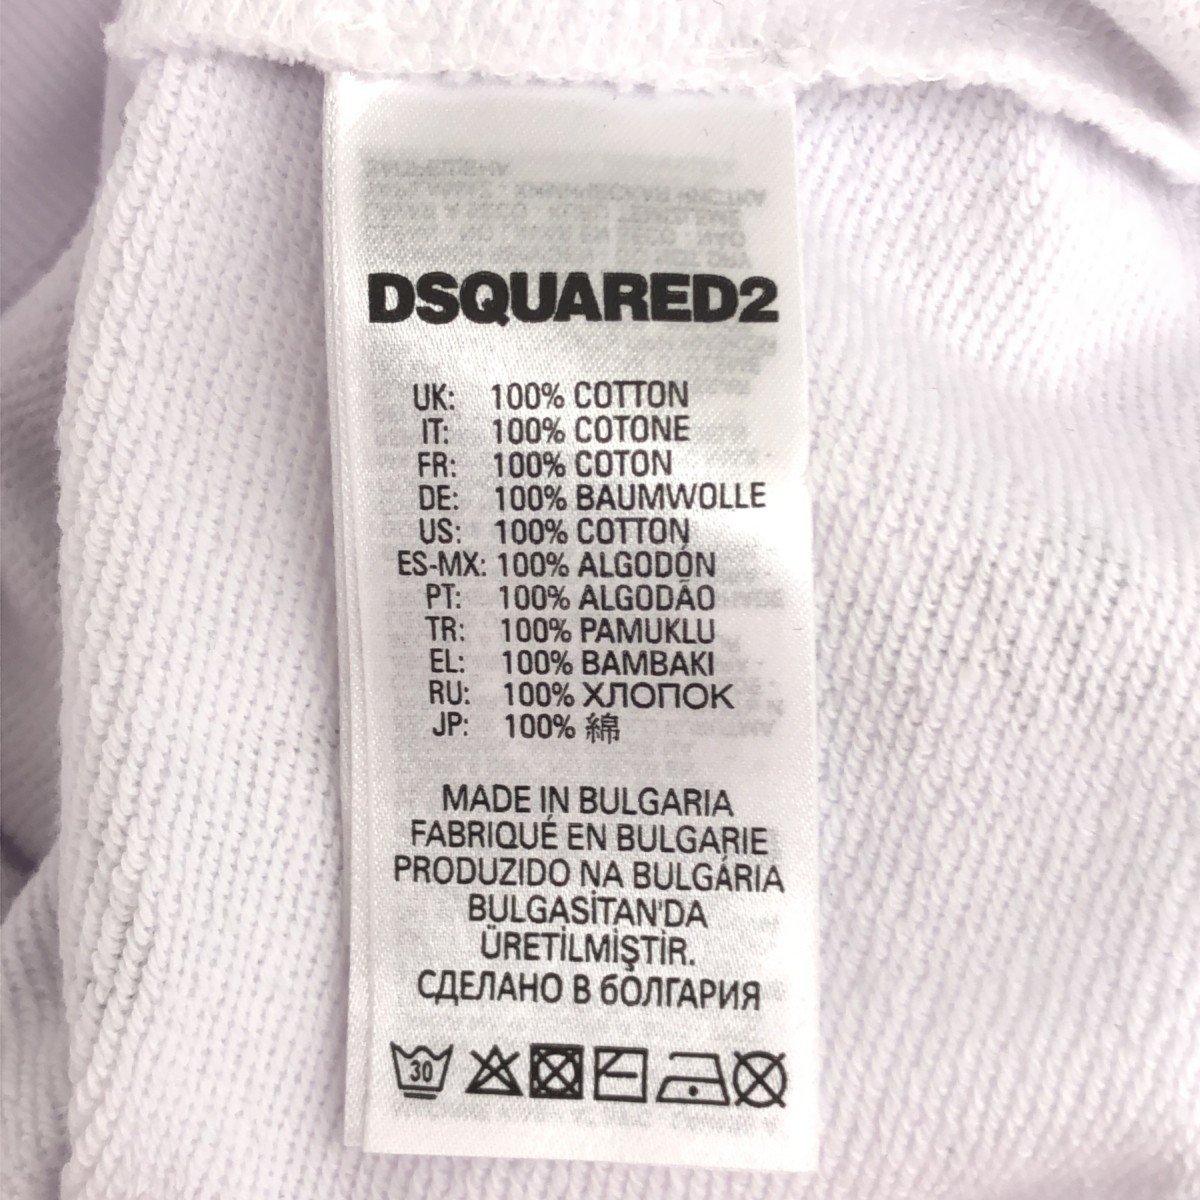 DSQUARED2
UK: 100% COTTON
IT: 100% COTONE
FR: 100% COTON
DE: 100% BAUMWOLLE
US: 100% COTTON
ES-MX: 100% ALGODÓN
PT: 100% ALGODÃO
TR: 100% PAMUKLU
EL: 100% BAMBAKI
RU: 100% ХЛОПОК
JP: 100% 綿
MADE IN BULGARIA
FABRIQUÉ EN BULGARIE
PRODUZIDO NA BULGÁRIA
BULGASİTAN'DA
ÜRETİLMİŞTİR.
СДЕЛАНО В бОЛГАРИЯ
30